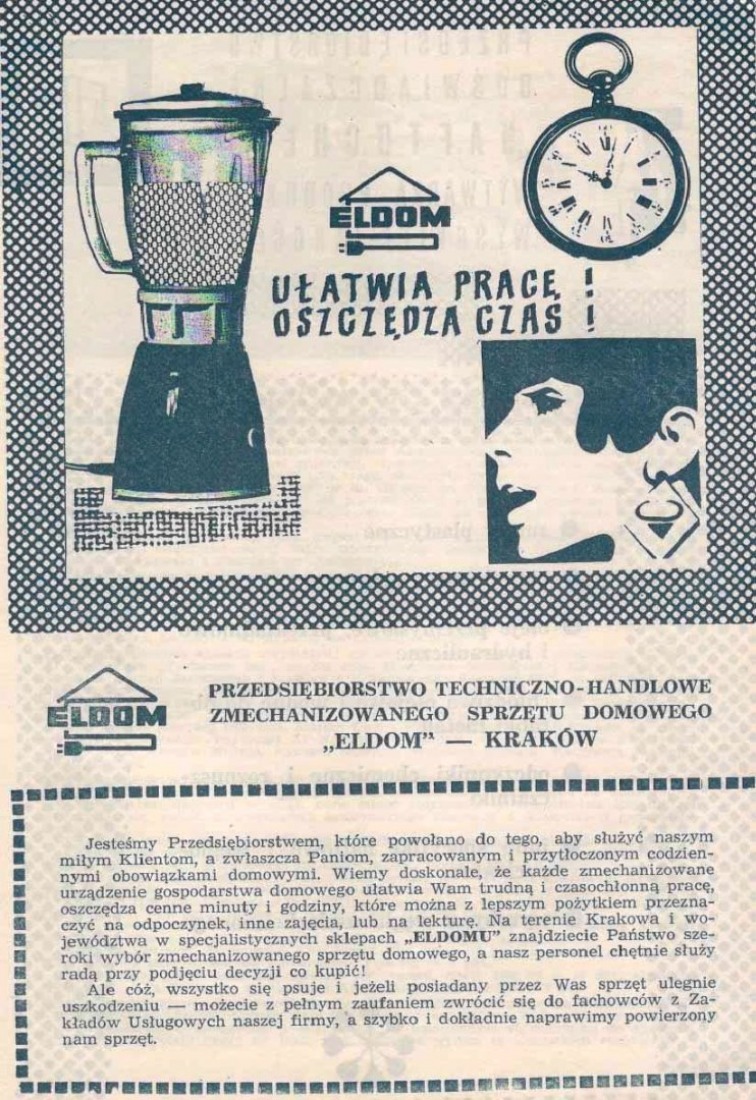 ELDOM
UŁATWIA PRACĘ !
OSZCZĘDZA CZAS !
ELDOM
PRZEDSIĘBIORSTWO TECHNICZNO-HANDLOWE
ZMECHANIZOWANEGO SPRZĘTU DOMOWEGO
„ELDOM” — KRAKÓW
Jesteśmy Przedsiębiorstwem, które powołano do tego, aby służyć naszym
miłym Klientom, a zwłaszcza Paniom, zapracowanym i przytłoczonym codzien-
nymi obowiązkami domowymi. Wiemy doskonale, że każde zmechanizowane
urządzenie gospodarstwa domowego ułatwia Wam trudną i czasochłonną pracę,
oszczędza cenne minuty i godziny, które można z lepszym pożytkiem przezna-
czyć na odpoczynek, inne zajęcia, lub na lekturę. Na terenie Krakowa i wo-
jewództwa w specjalistycznych sklepach „ELDOMU” znajdziecie Państwo sze-
roki wybór zmechanizowanego sprzętu domowego, a nasz personel chętnie służy
radą przy podjęciu decyzji co kupić!
Ale cóż, wszystko się psuje i jeżeli posiadany przez Was sprzęt ulegnie
uszkodzeniu — możecie z pełnym zaufaniem zwrócić się do fachowców z Za-
kładów Usługowych naszej firmy, a szybko i dokładnie naprawimy powierzony
nam sprzęt.